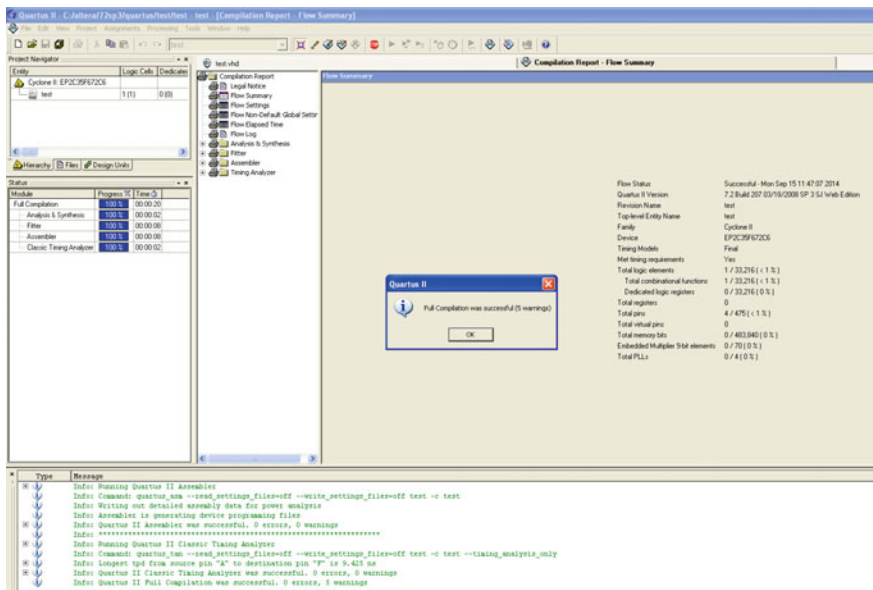 Quartus II - C:/altera/72sp3/quartus/test/test - test - [Compilation Report - Flow Summary]
File Edit View Project Assignments Processing Tools Window Help
test
Project Navigator
Entity Logic Cells Dedicated
Cyclone II: EP2C35F672C6
test 1 (1) 0 (0)
Hierarchy Files Design Units
Status
Module Progress % Time
Full Compilation 100 % 00:00:20
Analysis & Synthesis 100 % 00:00:02
Fitter 100 % 00:00:08
Assembler 100 % 00:00:08
Classic Timing Analyzer 100 % 00:00:02
test.vhd
Compilation Report - Flow Summary
Compilation Report
Legal Notice
Flow Summary
Flow Settings
Flow Non-Default Global Settir
Flow Elapsed Time
Flow Log
Analysis & Synthesis
Fitter
Assembler
Timing Analyzer
Flow Summary
Flow Status Successful - Mon Sep 15 11:47:07 2014
Quartus II Version 7.2 Build 207 03/18/2008 SP 3 SJ Web Edition
Revision Name test
Top-level Entity Name test
Family Cyclone II
Device EP2C35F672C6
Timing Models Final
Met timing requirements Yes
Total logic elements 1 / 33,216 ( < 1 % )
Total combinational functions 1 / 33,216 ( < 1 % )
Dedicated logic registers 0 / 33,216 ( 0 % )
Total registers 0
Total pins 4 / 475 ( < 1 % )
Total virtual pins 0
Total memory bits 0 / 483,840 ( 0 % )
Embedded Multiplier 9-bit elements 0 / 70 ( 0 % )
Total PLLs 0 / 4 ( 0 % )
Quartus II
Full Compilation was successful (5 warnings)
OK
Type Message
Info: Running Quartus II Assembler
Info: Command: quartus_asm --read_settings_files=off --write_settings_files=off test -c test
Info: Writing out detailed assembly data for power analysis
Info: Assembler is generating device programming files
Info: Quartus II Assembler was successful. 0 errors, 0 warnings
Info: *******************************************************************
Info: Running Quartus II Classic Timing Analyzer
Info: Command: quartus_tan --read_settings_files=off --write_settings_files=off test -c test --timing_analysis_only
Info: Longest tpd from source pin "A" to destination pin "F" is 9.425 ns
Info: Quartus II Classic Timing Analyzer was successful. 0 errors, 0 warnings
Info: Quartus II Full Compilation was successful. 0 errors, 5 warnings